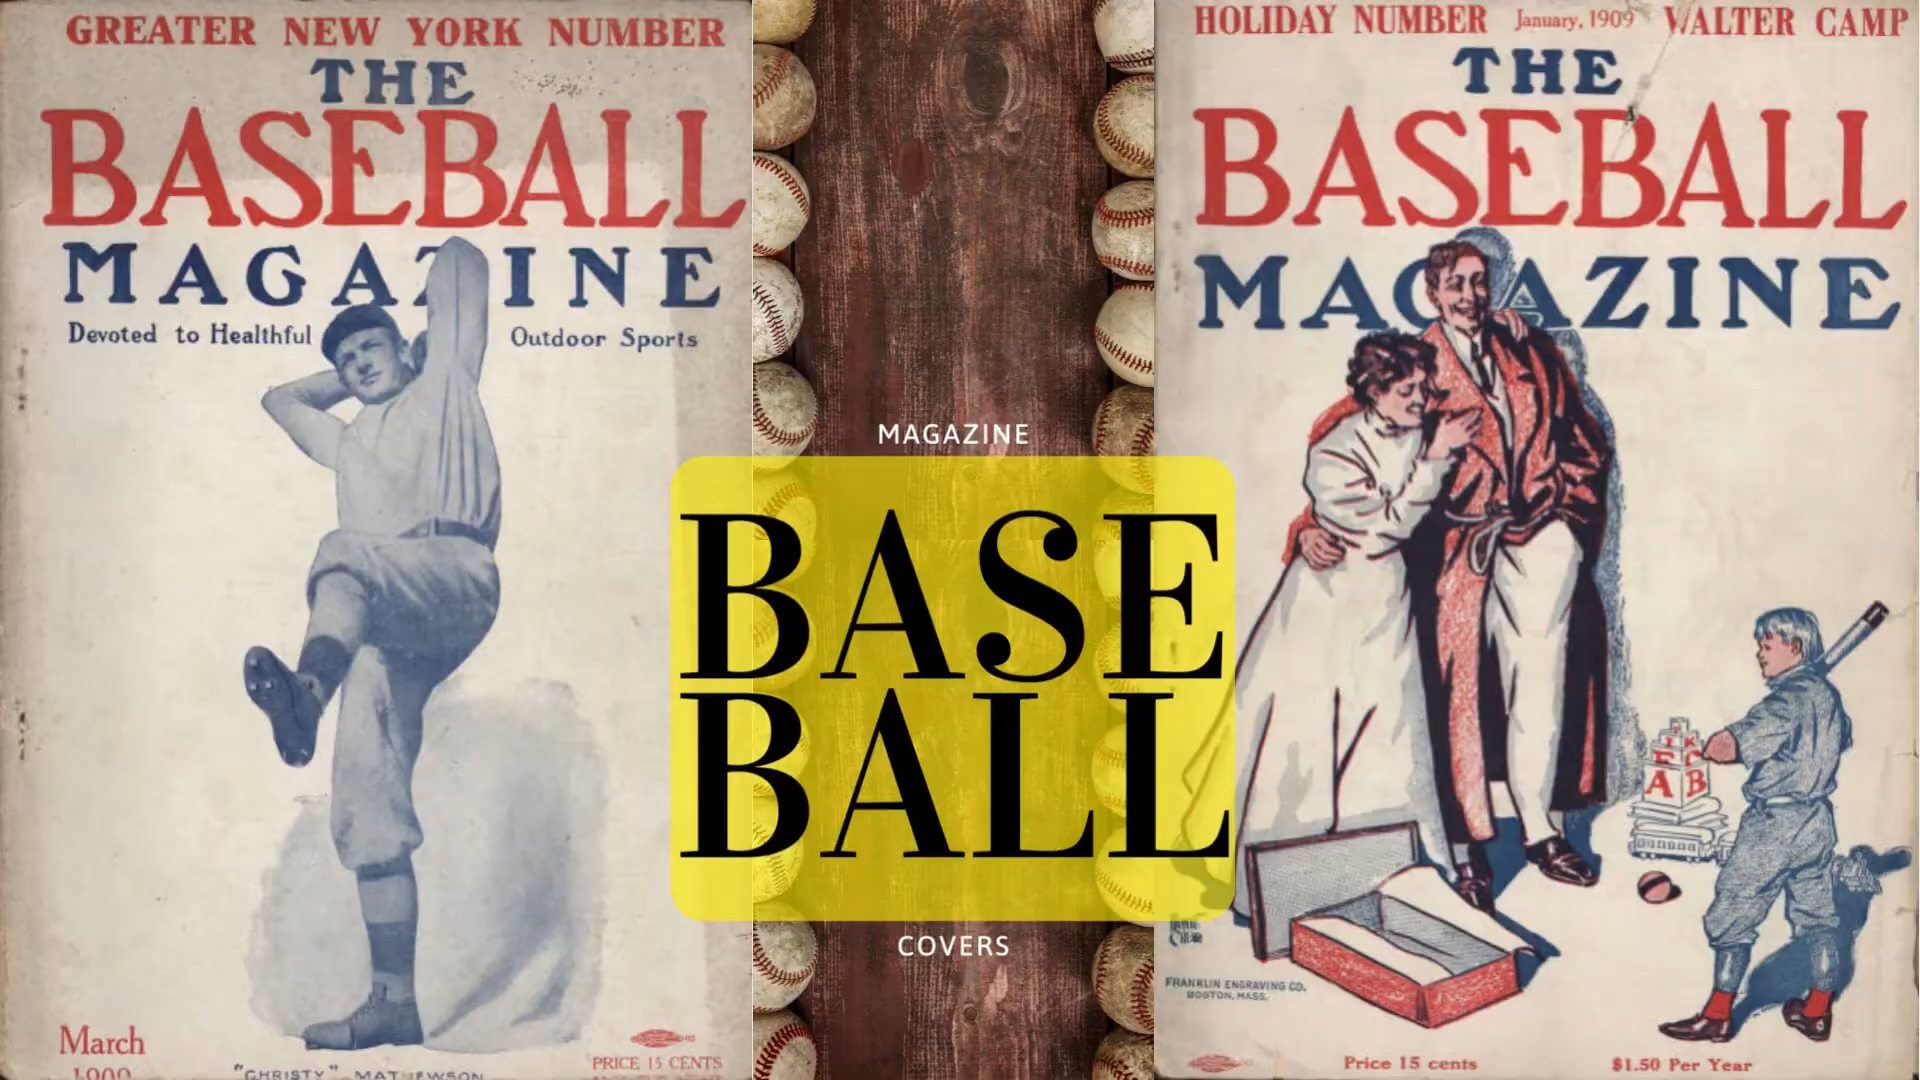 GREATER NEW YORK NUMBER
THE
BASEBALL
MAGAZINE
Devoted to Healthful Outdoor Sports
March
1909
"CHRISTY" MATHEWSON
PRICE 15 CENTS
MAGAZINE
BASE
BALL
COVERS
HOLIDAY NUMBER January, 1909 WALTER CAMP
THE
BASEBALL
MAGAZINE
A B
FRANKLIN ENGRAVING CO.
BOSTON, MASS.
Price 15 cents $1.50 Per Year